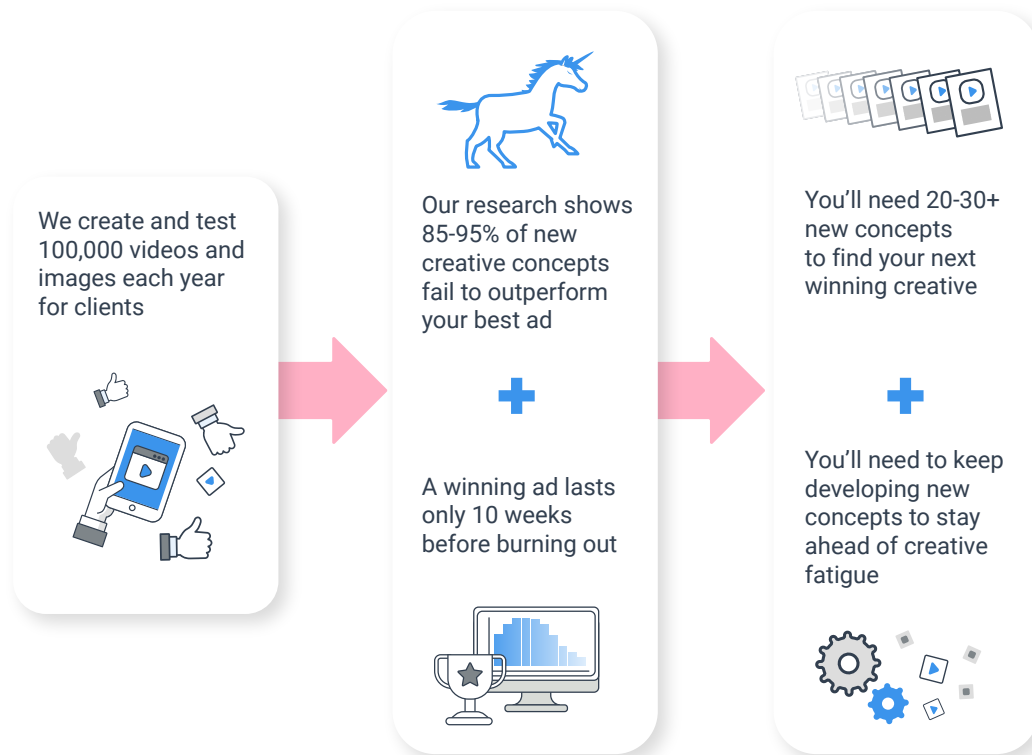 We create and test
100,000 videos and
images each year
for clients
Our research shows
85-95% of new
creative concepts
fail to outperform
your best ad
A winning ad lasts
only 10 weeks
before burning out
You’ll need 20-30+
new concepts
to find your next
winning creative
You’ll need to keep
developing new
concepts to stay
ahead of creative
fatigue